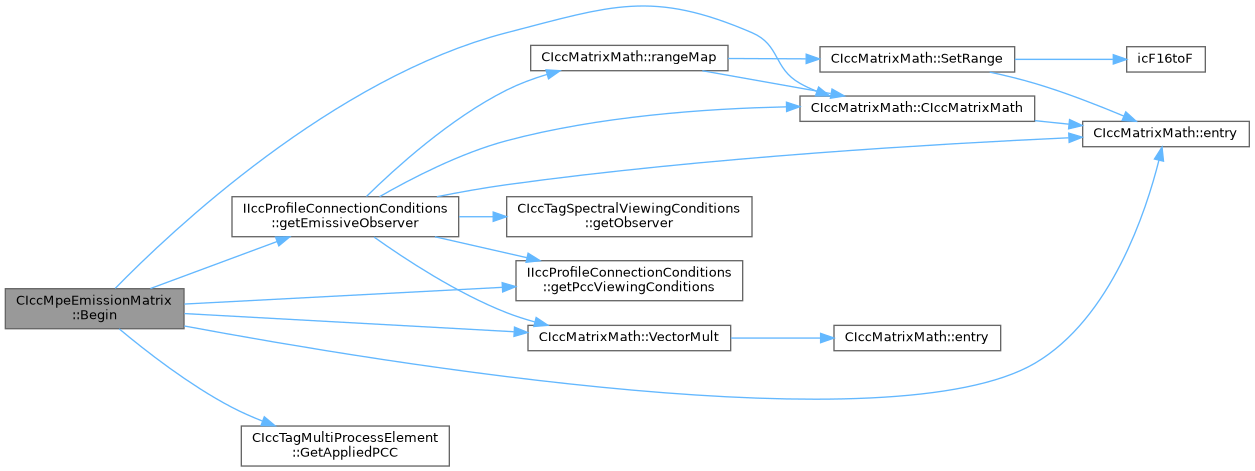 CIccMatrixMath::rangeMap
CIccMatrixMath::SetRange
icF16toF
CIccMatrixMath::CIccMatrixMath
CIccMatrixMath::entry
IIccProfileConnectionConditions
::getEmissiveObserver
CIccTagSpectralViewingConditions
::getObserver
IIccProfileConnectionConditions
::getPccViewingConditions
CIccMpeEmissionMatrix
::Begin
CIccMatrixMath::VectorMult
CIccMatrixMath::entry
CIccTagMultiProcessElement
::GetAppliedPCC